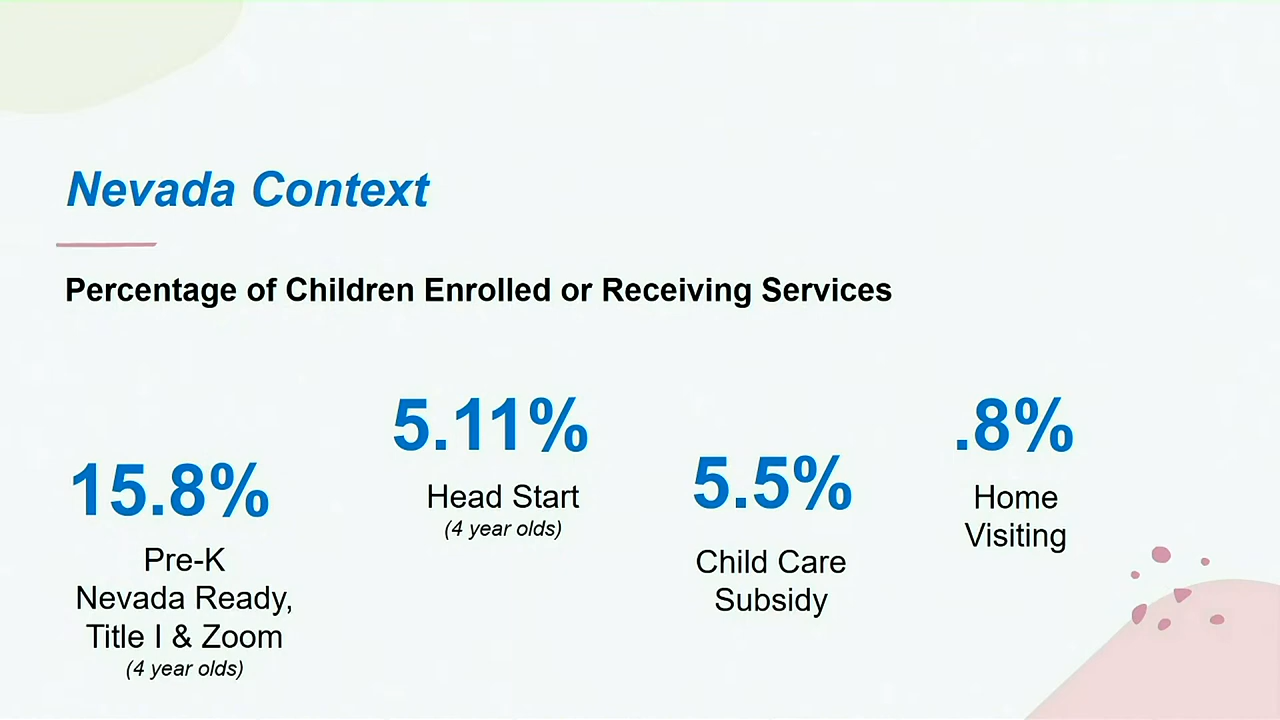 Nevada Context
Percentage of Children Enrolled or Receiving Services
15.8%
Pre-K
Nevada Ready,
Title I & Zoom
(4 year olds)
5.11%
Head Start
(4 year olds)
5.5%
Child Care
Subsidy
.8%
Home
Visiting